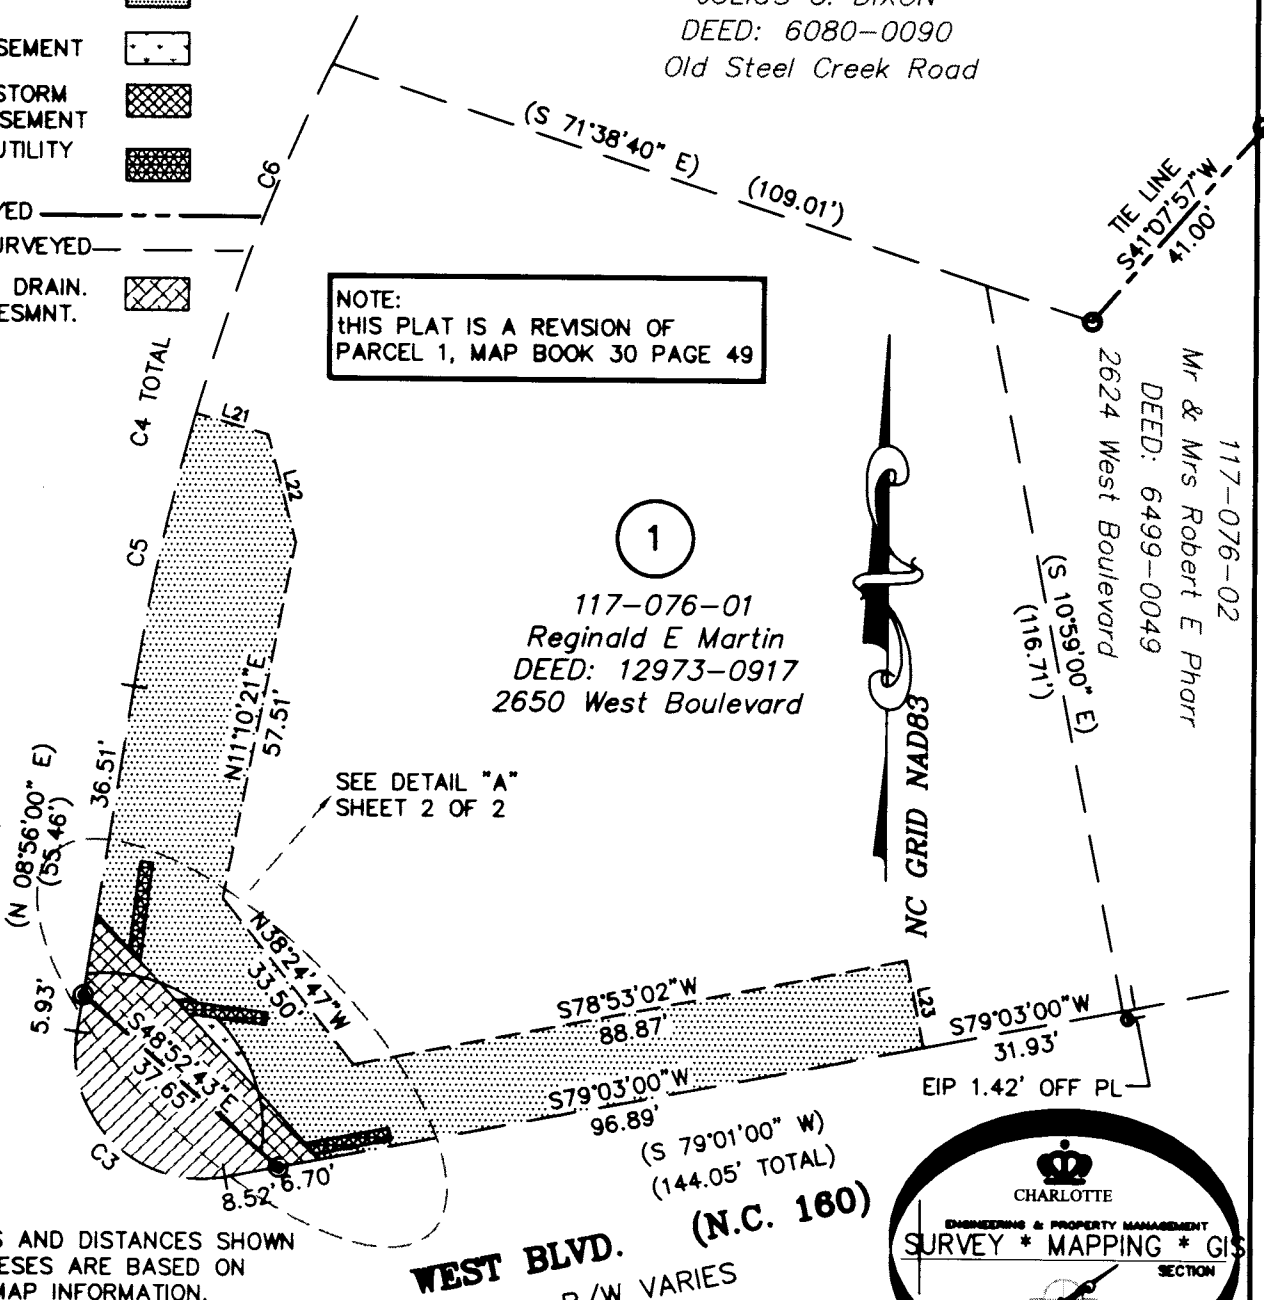 DEED: 6080-0090
Old Steel Creek Road
SEMENT
STORM
SEMENT
UTILITY
YED
URVEYED
DRAIN.
ESMNT.
C6
(S 71°38'40" E)
(109.01')
TIE LINE
S41°07'57"W
41.00'
NOTE:
tHIS PLAT IS A REVISION OF
PARCEL 1, MAP BOOK 30 PAGE 49
C4 TOTAL
L21
L22
C5
1
117-076-01
Reginald E Martin
DEED: 12973-0917
2650 West Boulevard
117-076-02
Mr & Mrs Robert E Pharr
DEED: 6499-0049
2624 West Boulevard
(S 10°59'00" E)
(116.71')
NC GRID NAD83
N11°10'21"E
57.51'
36.51'
(N 08°56'00" E)
(55.46')
SEE DETAIL "A"
SHEET 2 OF 2
N38°24'47"W
33.50'
5.93'
S48°52'43"E
37.65'
C3
8.52'
6.70'
S78°53'02"W
88.87'
L23
S79°03'00"W
31.93'
EIP 1.42' OFF PL
S79°03'00"W
96.89'
(S 79°01'00" W)
(144.05' TOTAL)
WEST BLVD. (N.C. 160)
R/W VARIES
S AND DISTANCES SHOWN
ESES ARE BASED ON
MAP INFORMATION.
CHARLOTTE
ENGINEERING & PROPERTY MANAGEMENT
SURVEY * MAPPING * GIS
SECTION